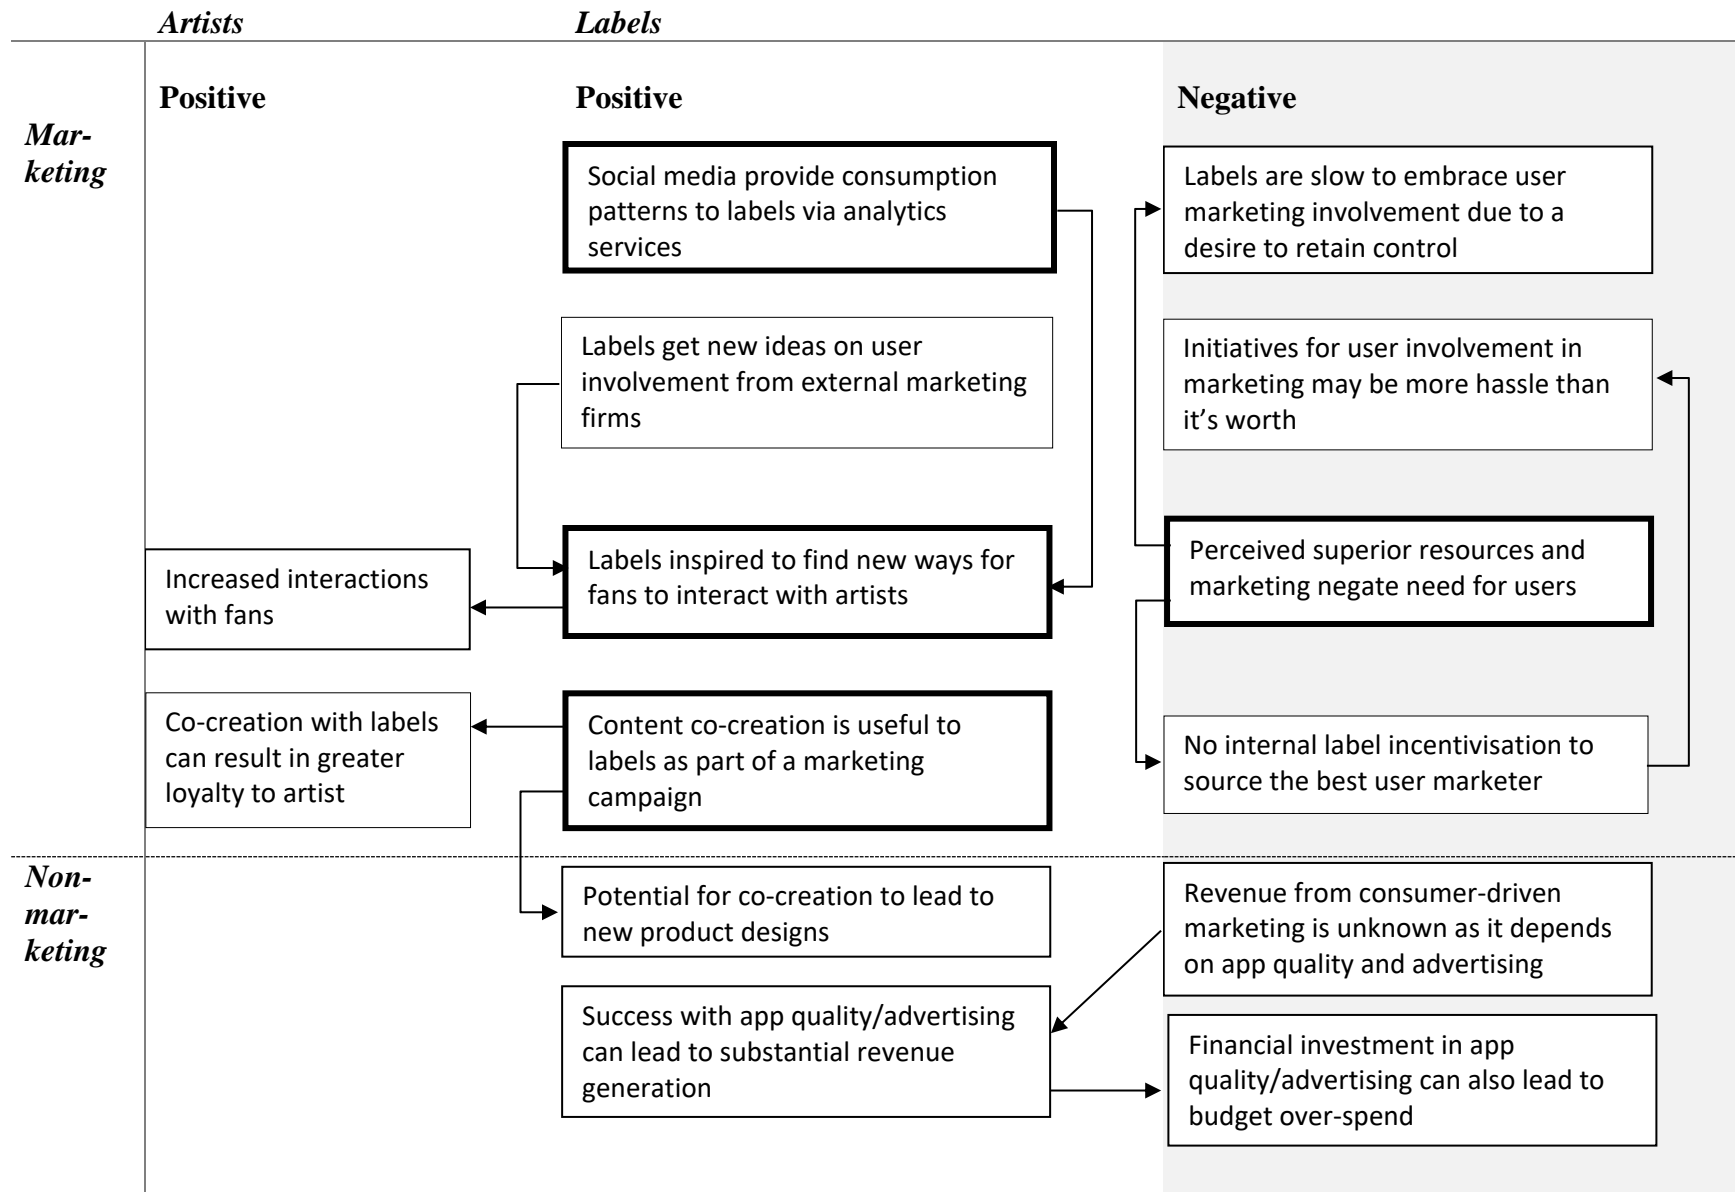 Artists
Labels
Positive
Positive
Negative
Mar-
keting
Social media provide consumption
patterns to labels via analytics
services
Labels are slow to embrace user
marketing involvement due to a
desire to retain control
Labels get new ideas on user
involvement from external marketing
firms
Initiatives for user involvement in
marketing may be more hassle than
it’s worth
Increased interactions
with fans
Labels inspired to find new ways for
fans to interact with artists
Perceived superior resources and
marketing negate need for users
Co-creation with labels
can result in greater
loyalty to artist
Content co-creation is useful to
labels as part of a marketing
campaign
No internal label incentivisation to
source the best user marketer
Non-
mar-
keting
Potential for co-creation to lead to
new product designs
Revenue from consumer-driven
marketing is unknown as it depends
on app quality and advertising
Success with app quality/advertising
can lead to substantial revenue
generation
Financial investment in app
quality/advertising can also lead to
budget over-spend